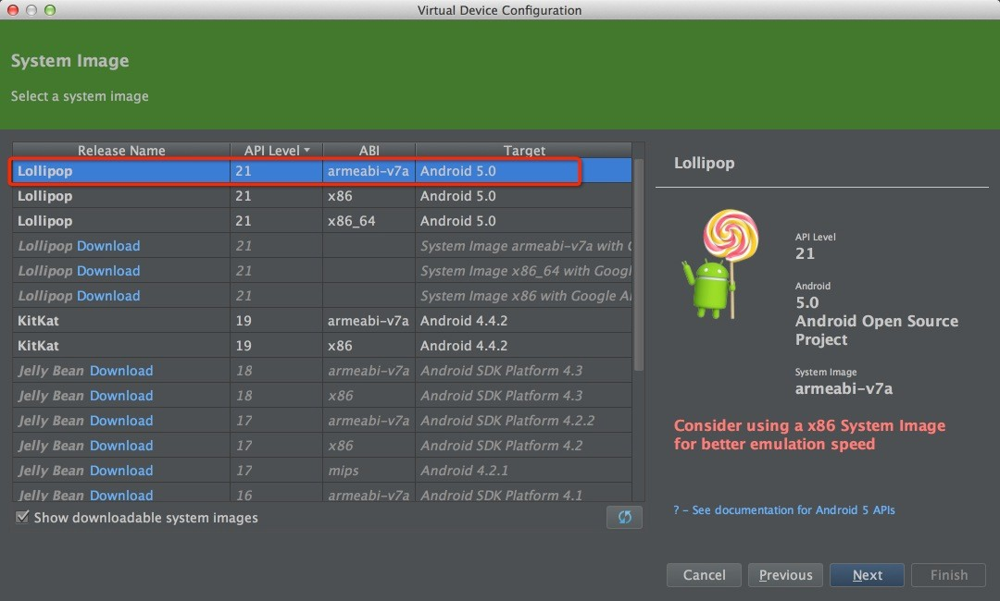 Virtual Device Configuration
System Image
Select a system image
Release Name API Level ABI Target
Lollipop 21 armeabi-v7a Android 5.0
Lollipop 21 x86 Android 5.0
Lollipop 21 x86_64 Android 5.0
Lollipop Download 21 System Image armeabi-v7a with
Lollipop Download 21 System Image x86_64 with Googl
Lollipop Download 21 System Image x86 with Google A
KitKat 19 armeabi-v7a Android 4.4.2
KitKat 19 x86 Android 4.4.2
Jelly Bean Download 18 armeabi-v7a Android SDK Platform 4.3
Jelly Bean Download 18 x86 Android SDK Platform 4.3
Jelly Bean Download 17 armeabi-v7a Android SDK Platform 4.2.2
Jelly Bean Download 17 x86 Android SDK Platform 4.2
Jelly Bean Download 17 mips Android 4.2.1
Jelly Bean Download 16 armeabi-v7a Android SDK Platform 4.1
Show downloadable system images
Lollipop
API Level
21
Android
5.0
Android Open Source
Project
System Image
armeabi-v7a
Consider using a x86 System Image
for better emulation speed
? - See documentation for Android 5 APIs
Cancel Previous Next Finish